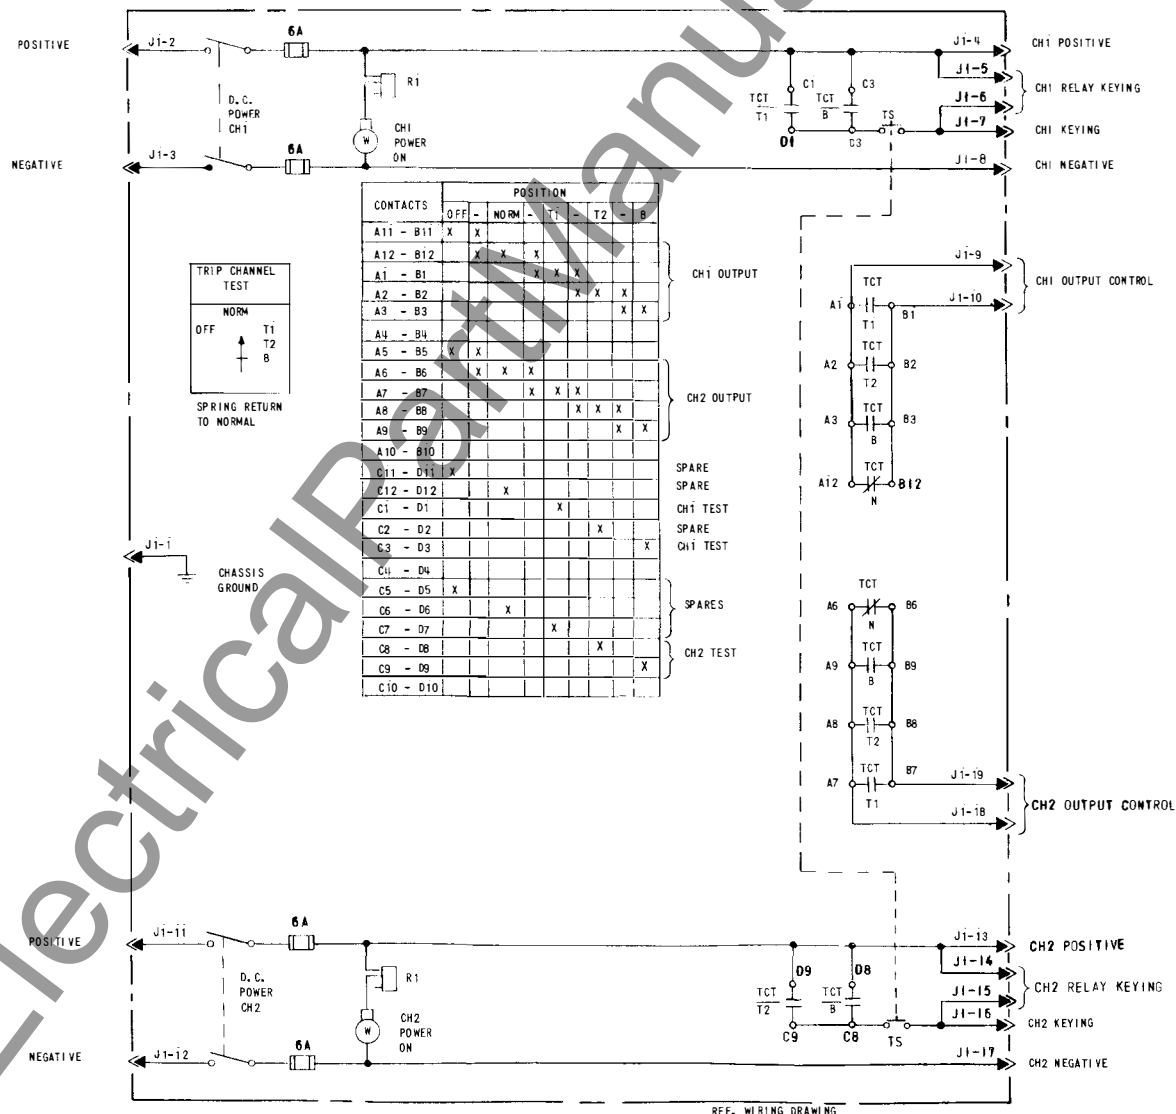 6A
POSITIVE J1-2 J1-4 CH1 POSITIVE
J1-5
R1 C1 C3
D.C. POWER CH1
TCT T1 TCT B TS J1-6 CH1 RELAY KEYING
W CH1 POWER ON
D1 C3 J1-7 CH1 KEYING
6A
NEGATIVE J1-3 J1-8 CH1 NEGATIVE
CONTACTS POSITION
OFF - NORM - T1 - T2 - B
A11 - B11 X X
A12 - B12 X X X
A1 - B1 X X X
A2 - B2 X X X
A3 - B3 X X
CH1 OUTPUT
A4 - B4
A5 - B5 X X
A6 - B6 X X X
A7 - B7 X X X
A8 - B8 X X X
A9 - B9 X X
CH2 OUTPUT
A10 - B10
C11 - D11 X SPARE
C12 - D12 X SPARE
C1 - D1 X CH1 TEST
C2 - D2 X SPARE
C3 - D3 X CH1 TEST
C4 - D4
C5 - D5 X
C6 - D6 X SPARES
C7 - D7 X
C8 - D8 X CH2 TEST
C9 - D9 X
C10 - D10
TRIP CHANNEL
TEST
NORM
OFF T1
T2
B
SPRING RETURN
TO NORMAL
J1-1
CHASSIS
GROUND
J1-9
TCT J1-10 CH1 OUTPUT CONTROL
A1 B1
T1
TCT
A2 B2
T2
TCT
A3 B3
B
TCT
A12 B12
N
TCT
A6 B6
N
TCT
A9 B9
B
TCT
A8 B8
T2
TCT B7 J1-19
A7
T1 J1-18 CH2 OUTPUT CONTROL
6A
POSITIVE J1-11 J1-13 CH2 POSITIVE
J1-14
D.C. POWER CH2
R1 D9 D8
TCT T2 TCT B J1-15 CH2 RELAY KEYING
W CH2 POWER ON
C9 C8 TS J1-16 CH2 KEYING
6A
NEGATIVE J1-12 J1-17 CH2 NEGATIVE
REF. WIRING DRAWING
ElectricalPartManu